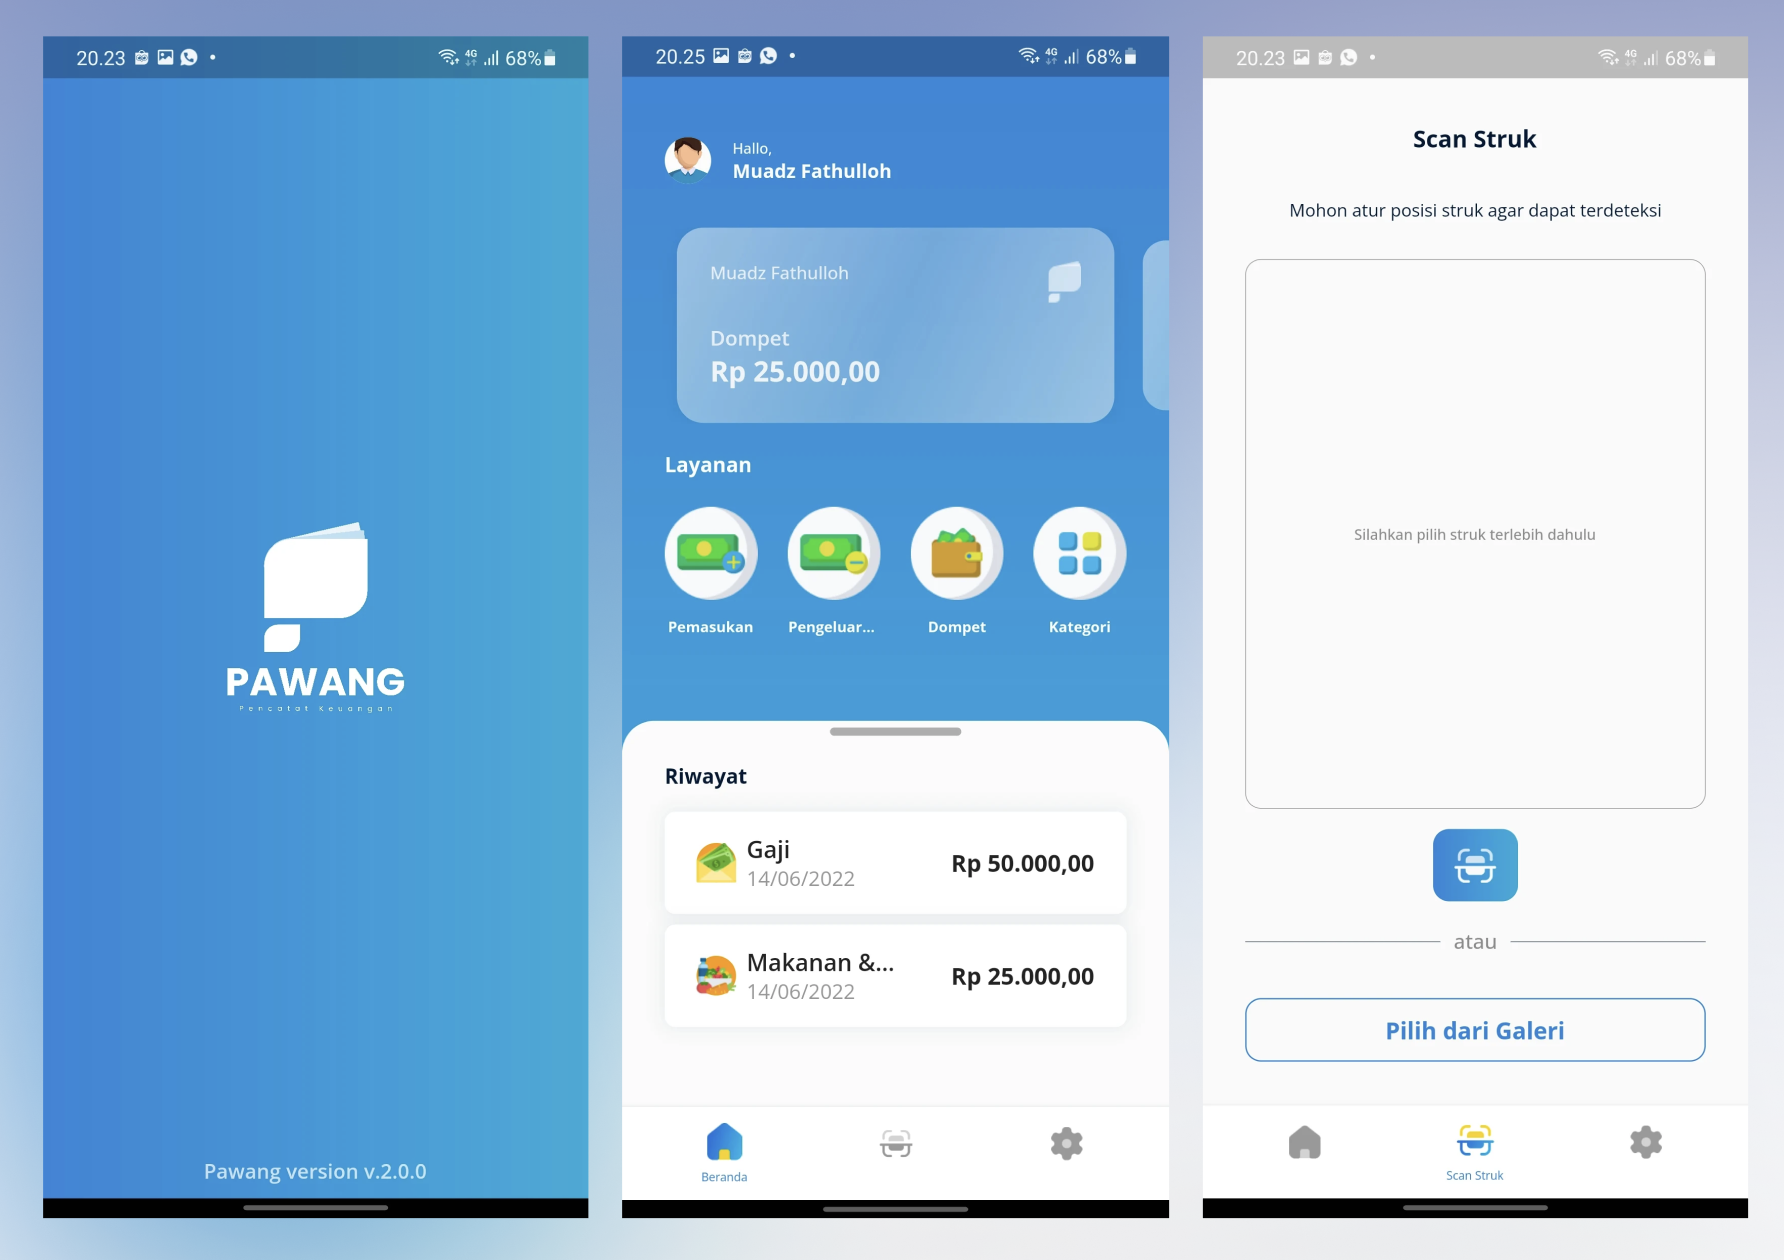 20.23
4G
68%
PAWANG
Pencatat Keuangan
Pawang version v.2.0.0
20.25
4G
68%
Hallo,
Muadz Fathulloh
Muadz Fathulloh
Dompet
Rp 25.000,00
Layanan
Pemasukan
Pengeluar...
Dompet
Kategori
Riwayat
Gaji
14/06/2022
Rp 50.000,00
Makanan &...
14/06/2022
Rp 25.000,00
Beranda
20.23
4G
68%
Scan Struk
Mohon atur posisi struk agar dapat terdeteksi
Silahkan pilih struk terlebih dahulu
atau
Pilih dari Galeri
Scan Struk